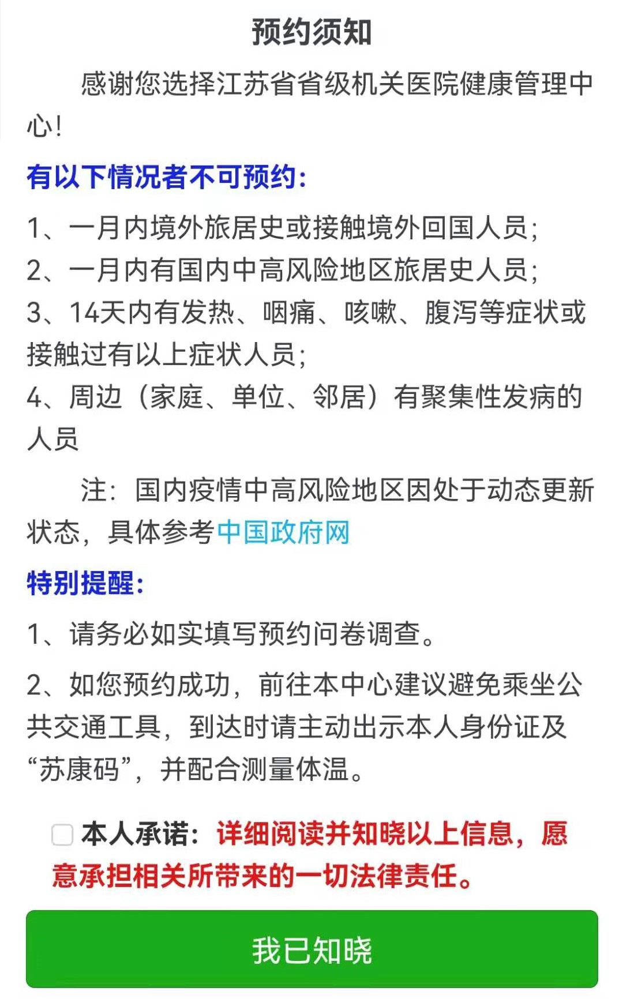 预约须知
感谢您选择江苏省省级机关医院健康管理中
心！
有以下情况者不可预约：
1、一月内境外旅居史或接触境外回国人员；
2、一月内有国内中高风险地区旅居史人员；
3、14天内有发热、咽痛、咳嗽、腹泻等症状或
接触过有以上症状人员；
4、周边（家庭、单位、邻居）有聚集性发病的
人员
注：国内疫情中高风险地区因处于动态更新
状态，具体参考中国政府网
特别提醒：
1、请务必如实填写预约问卷调查。
2、如您预约成功，前往本中心建议避免乘坐公
共交通工具，到达时请主动出示本人身份证及
“苏康码”，并配合测量体温。
本人承诺：详细阅读并知晓以上信息，愿
意承担相关所带来的一切法律责任。
我已知晓